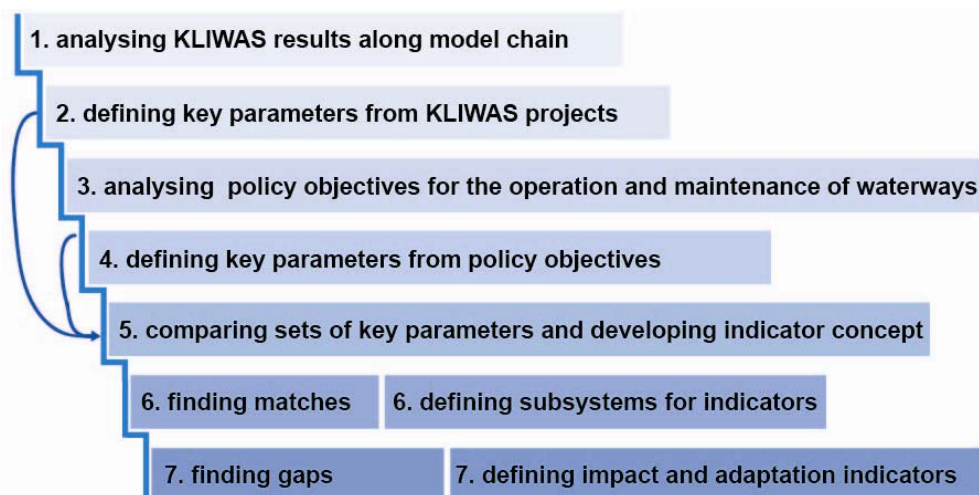 1. analysing KLIWAS results along model chain
2. defining key parameters from KLIWAS projects
3. analysing policy objectives for the operation and maintenance of waterways
4. defining key parameters from policy objectives
5. comparing sets of key parameters and developing indicator concept
6. finding matches 6. defining subsystems for indicators
7. finding gaps 7. defining impact and adaptation indicators